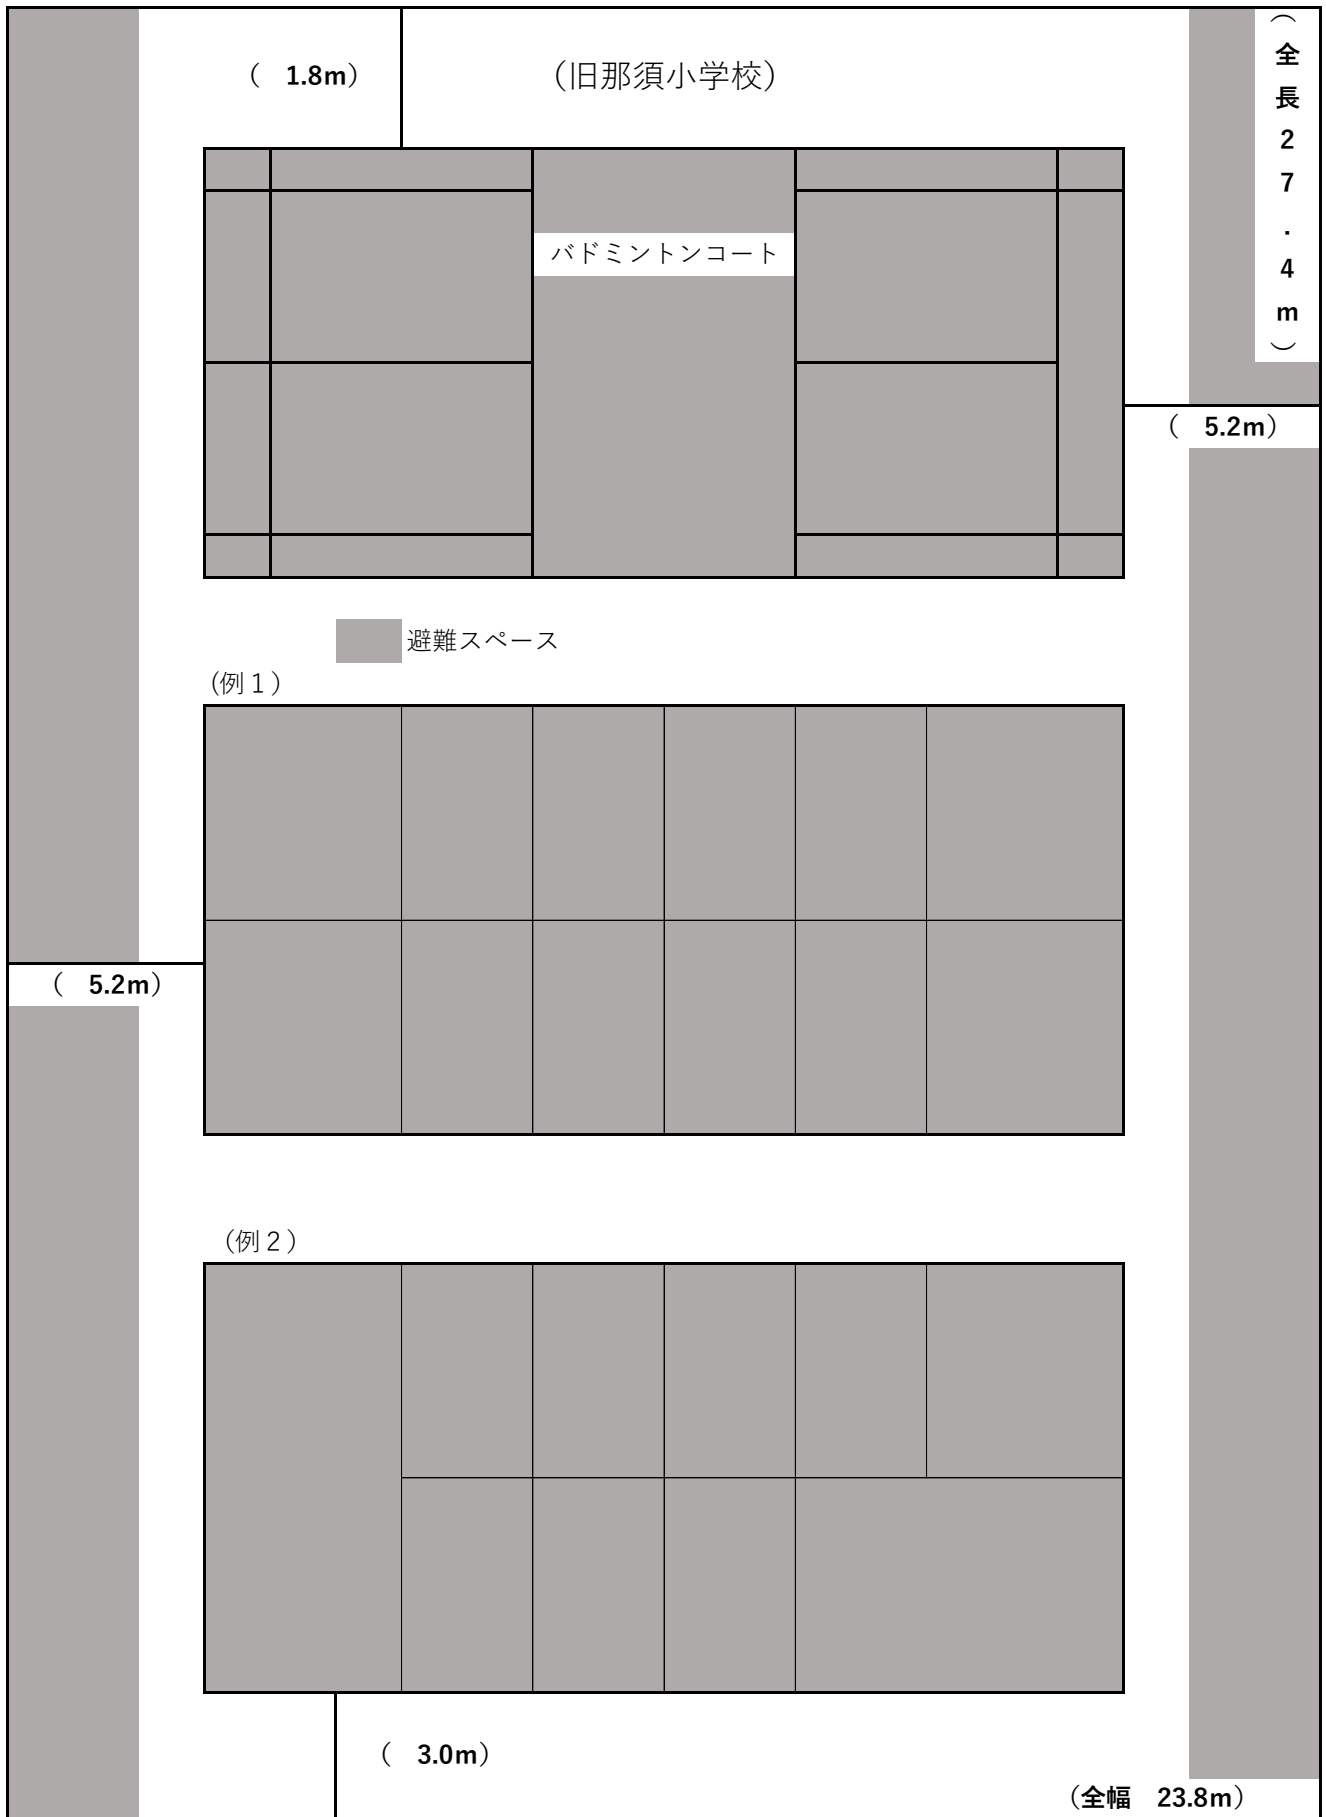 （　1.8m）
（旧那須小学校）
（全長27.4m）
バドミントンコート
（　5.2m）
避難スペース
（例１）
（　5.2m）
（例２）
（　3.0m）
（全幅　23.8m）